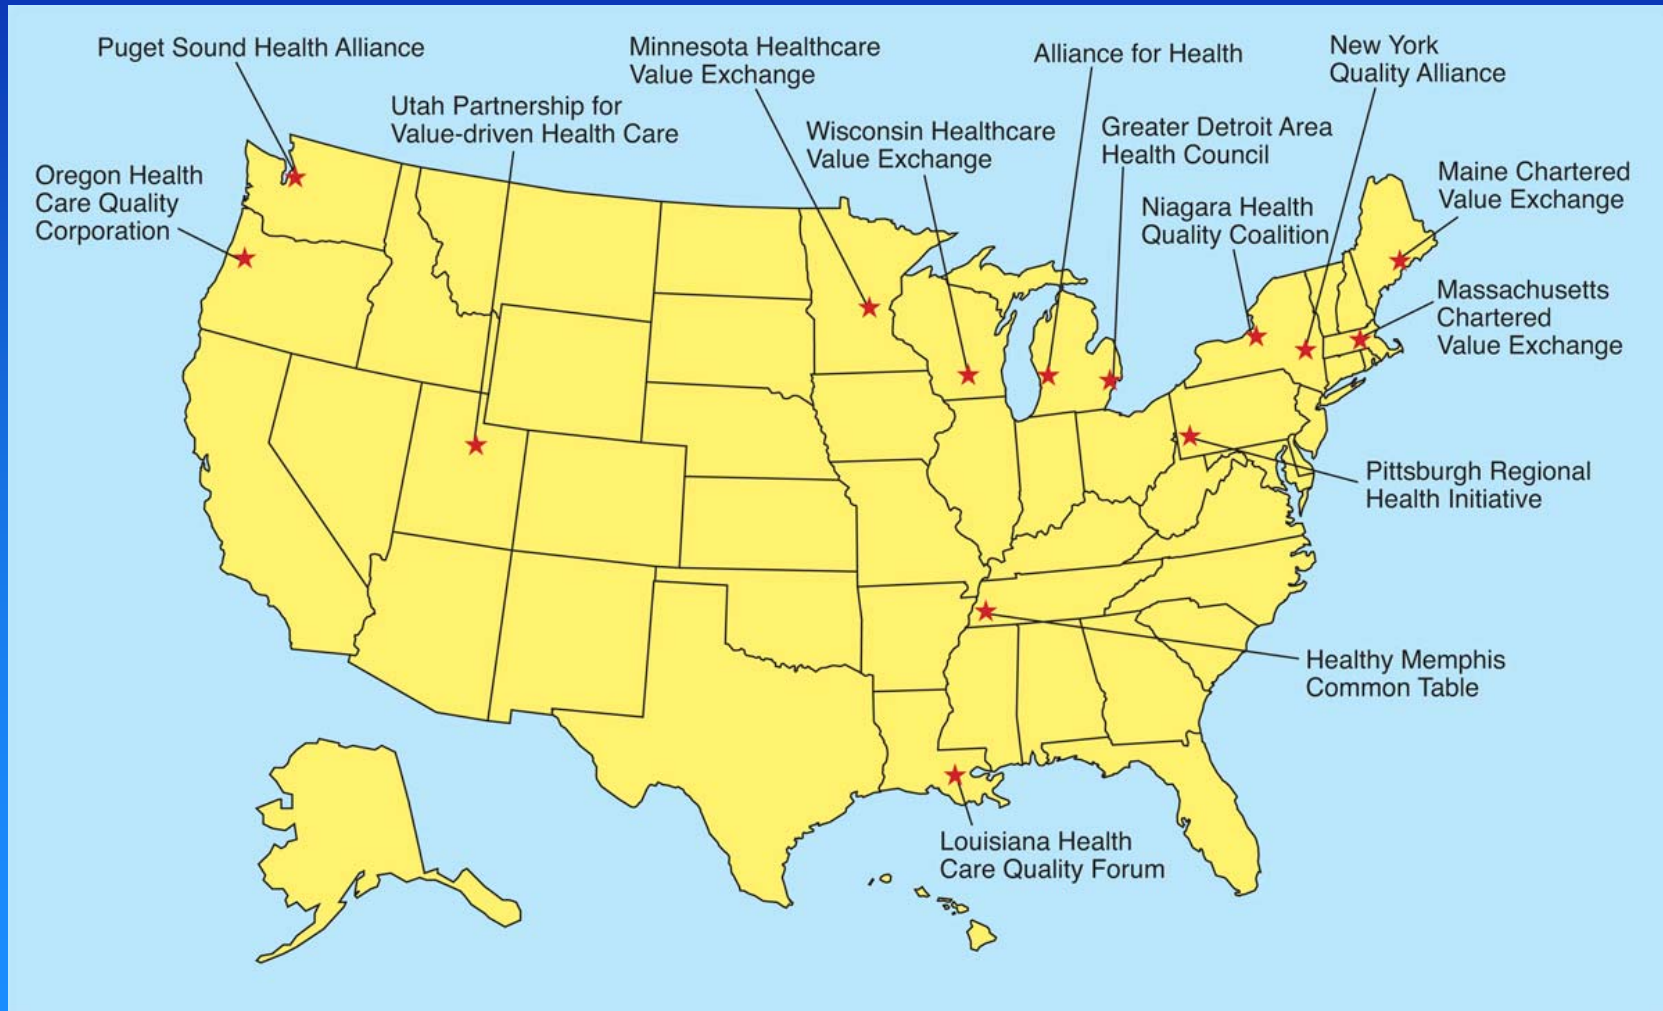 Puget Sound Health Alliance
Minnesota Healthcare
Value Exchange
Alliance for Health
New York
Quality Alliance
Utah Partnership for
Value-driven Health Care
Wisconsin Healthcare
Value Exchange
Greater Detroit Area
Health Council
Oregon Health
Care Quality
Corporation
Maine Chartered
Value Exchange
Niagara Health
Quality Coalition
Massachusetts
Chartered
Value Exchange
Pittsburgh Regional
Health Initiative
Healthy Memphis
Common Table
Louisiana Health
Care Quality Forum